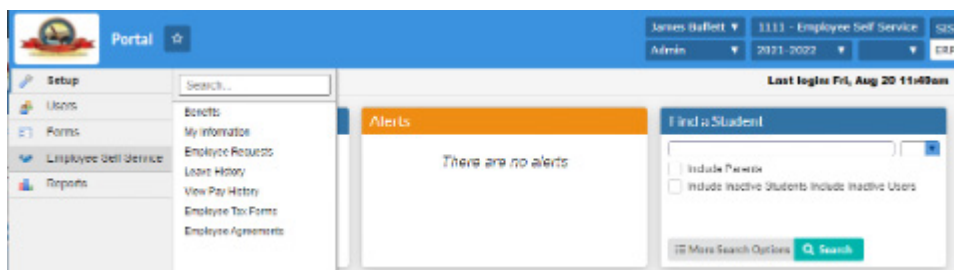 Portal
James Buffett
1111 - Employee Self Service
SIS
Admin
2021-2022
ERP
Last login: Fri, Aug 20 11:49am
Setup
Users
Forms
Employee Self Service
Reports
Search...
Benefits
My Information
Employee Requests
Leave History
View Pay History
Employee Tax Forms
Employee Agreements
Alerts
There are no alerts
Find a Student
Include Parents
Include Inactive Students Include Inactive Users
More Search Options
Search